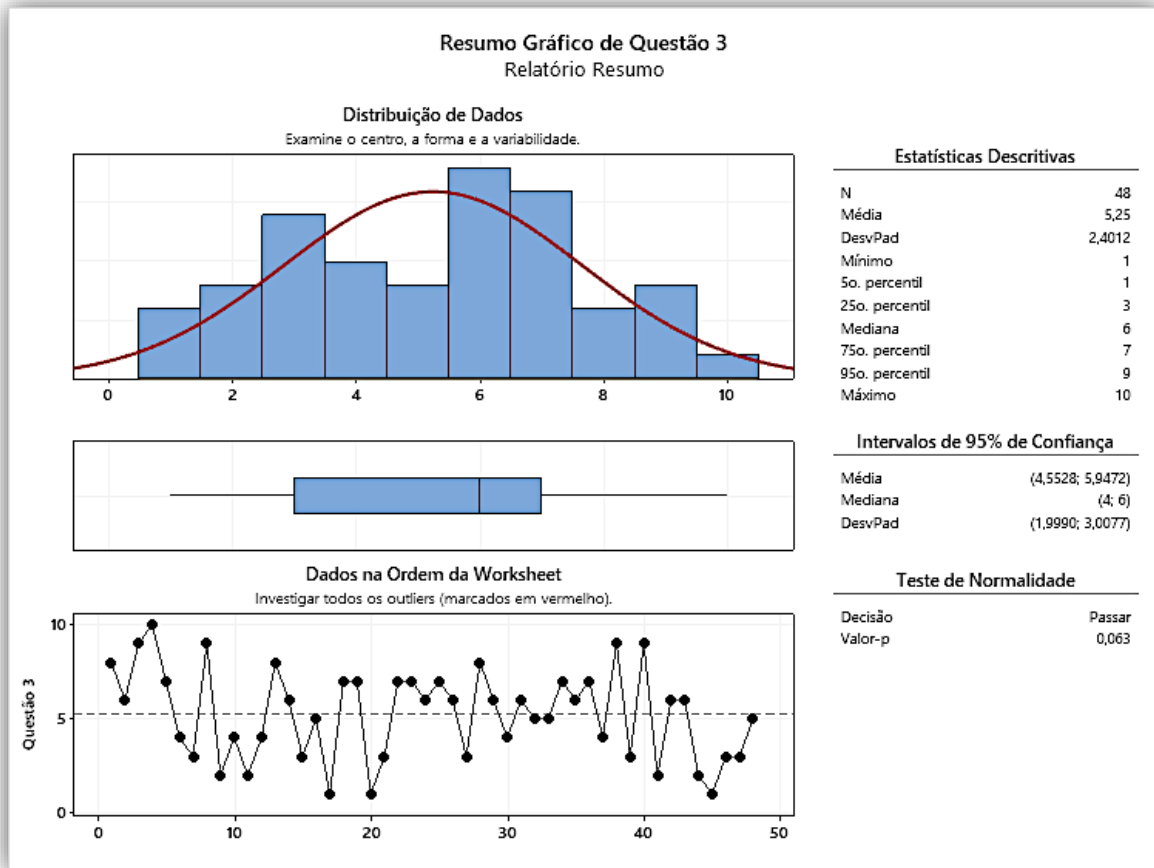 Resumo Gráfico de Questão 3
Relatório Resumo
Distribuição de Dados
Examine o centro, a forma e a variabilidade.
0 2 4 6 8 10
Estatísticas Descritivas
N 48
Média 5,25
DesvPad 2,4012
Mínimo 1
5o. percentil 1
25o. percentil 3
Mediana 6
75o. percentil 7
95o. percentil 9
Máximo 10
Intervalos de 95% de Confiança
Média (4,5528; 5,9472)
Mediana (4; 6)
DesvPad (1,9990; 3,0077)
Dados na Ordem da Worksheet
Investigar todos os outliers (marcados em vermelho).
Questão 3
10
5
0
0 10 20 30 40 50
Teste de Normalidade
Decisão Passar
Valor-p 0,063